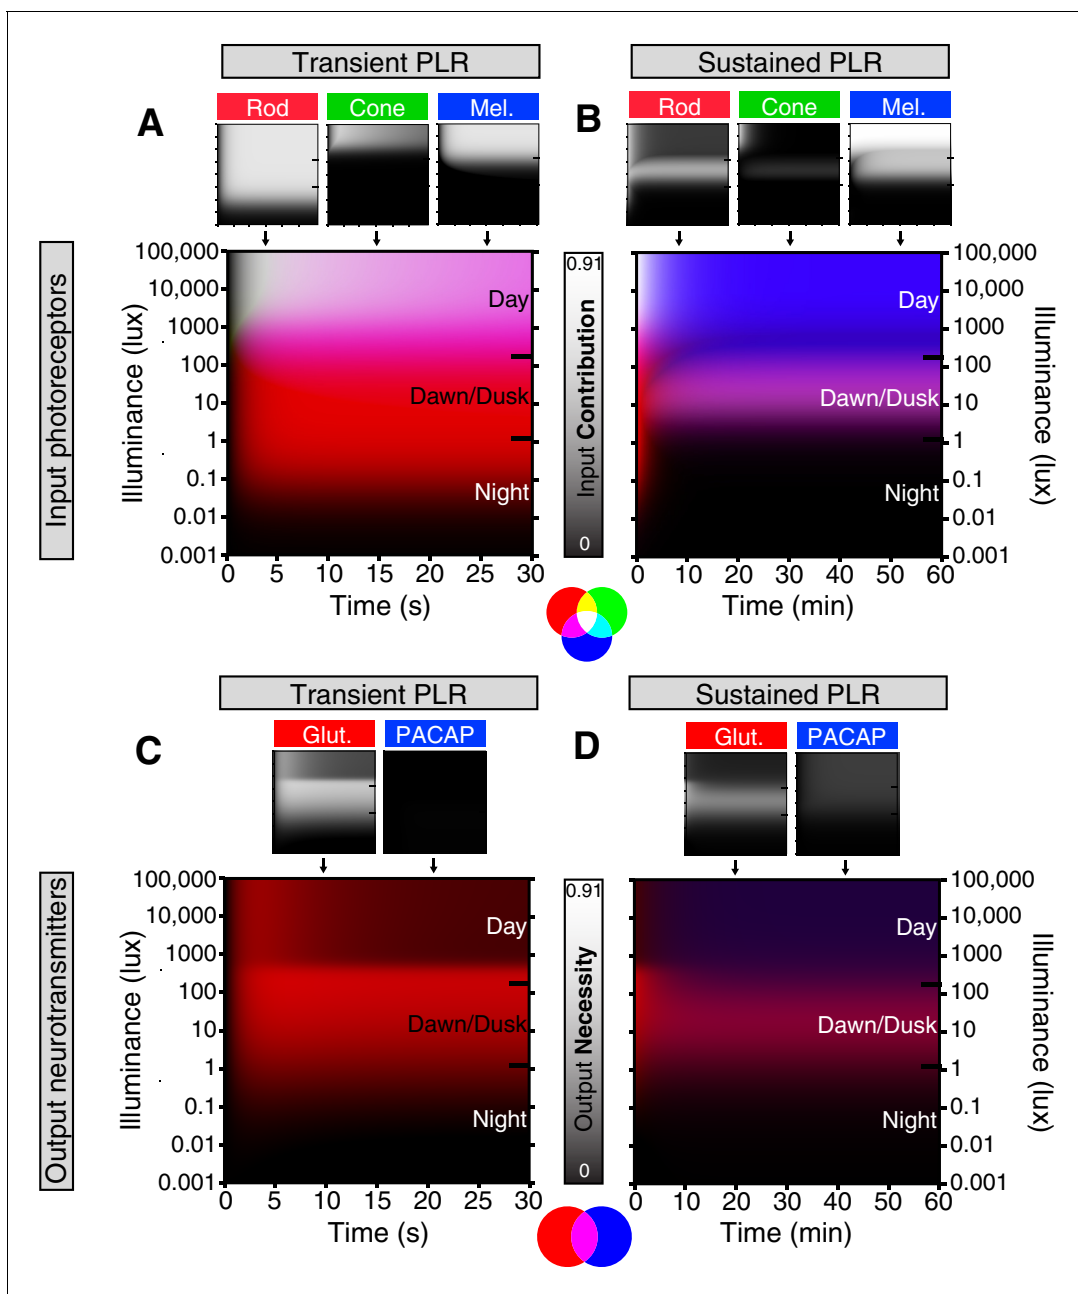 Transient PLR
Sustained PLR
A
Rod
Cone
Mel.
B
Rod
Cone
Mel.
Input photoreceptors
Illuminance (lux)
100,000
10,000
1000
100
10
1
0.1
0.01
0.001
Day
Dawn/Dusk
Night
0 5 10 15 20 25 30
Time (s)
0.91
Input Contribution
0
Day
Dawn/Dusk
Night
100,000
10,000
1000
100
10
1
0.1
0.01
0.001
Illuminance (lux)
0 10 20 30 40 50 60
Time (min)
Transient PLR
Sustained PLR
C
Glut.
PACAP
D
Glut.
PACAP
Output neurotransmitters
Illuminance (lux)
100,000
10,000
1000
100
10
1
0.1
0.01
0.001
Day
Dawn/Dusk
Night
0 5 10 15 20 25 30
Time (s)
0.91
Output Necessity
0
Day
Dawn/Dusk
Night
100,000
10,000
1000
100
10
1
0.1
0.01
0.001
Illuminance (lux)
0 10 20 30 40 50 60
Time (min)